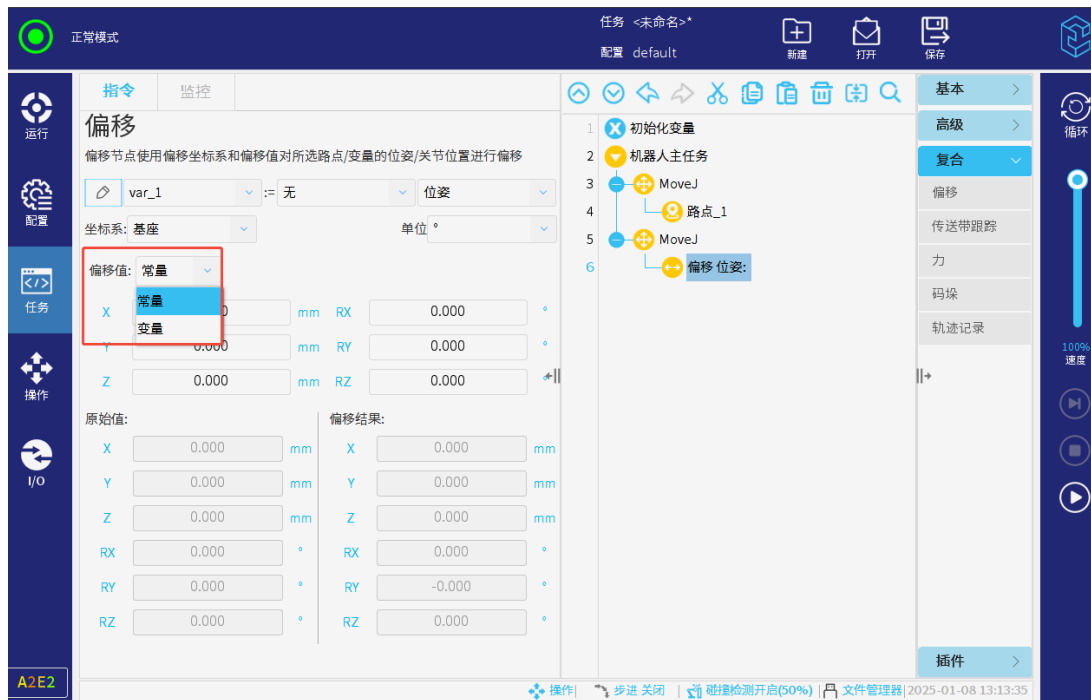 正常模式
任务 <未命名>*
配置 default
新建
打开
保存
运行
配置
任务
操作
I/O
A2E2
指令 监控
偏移
偏移节点使用偏移坐标系和偏移值对所选路点/变量的位姿/关节位置进行偏移
var_1 := 无 位姿
坐标系: 基座 单位 °
偏移值: 常量
常量
变量
X 0 mm RX 0.000 °
Y 0.000 mm RY 0.000 °
Z 0.000 mm RZ 0.000 °
原始值: 偏移结果:
X 0.000 mm X 0.000 mm
Y 0.000 mm Y 0.000 mm
Z 0.000 mm Z 0.000 mm
RX 0.000 ° RX 0.000 °
RY 0.000 ° RY -0.000 °
RZ 0.000 ° RZ 0.000 °
1 初始化变量
2 机器人主任务
3 MoveJ
4 路点_1
5 MoveJ
6 偏移 位姿:
基本
高级
复合
偏移
传送带跟踪
力
码垛
轨迹记录
插件
循环
100%
速度
操作| 步进 关闭 | 碰撞检测开启(50%) | 文件管理器| 2025-01-08 13:13:35